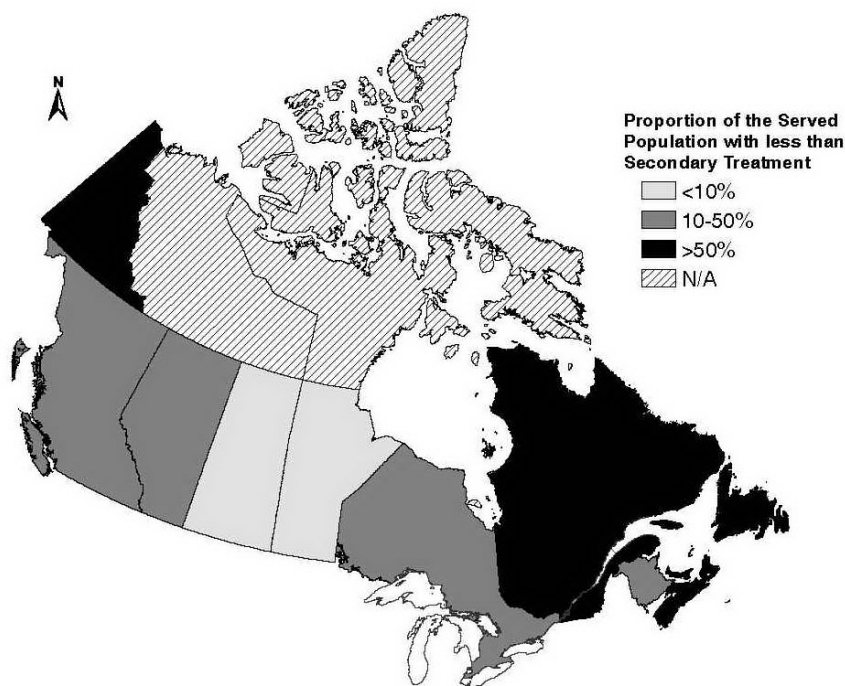 N
Proportion of the Served
Population with less than
Secondary Treatment
<10%
10-50%
>50%
N/A